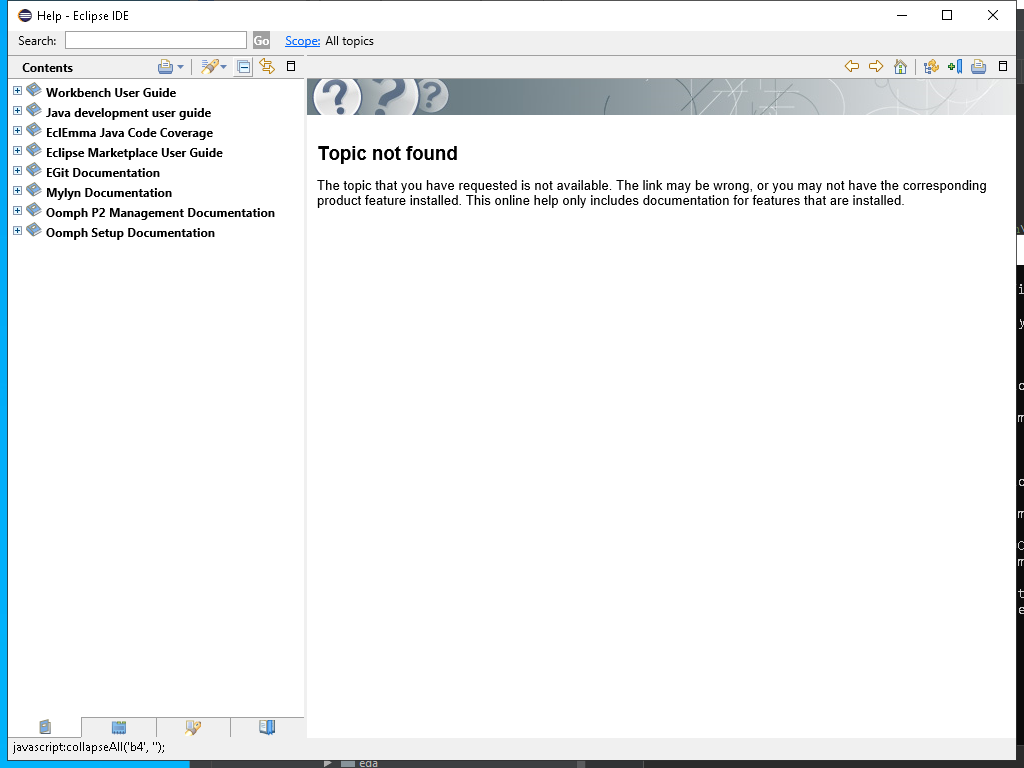 Help - Eclipse IDE
Search:
Go
Scope: All topics
Contents
Workbench User Guide
Java development user guide
EclEmma Java Code Coverage
Eclipse Marketplace User Guide
EGit Documentation
Mylyn Documentation
Oomph P2 Management Documentation
Oomph Setup Documentation
Topic not found
The topic that you have requested is not available. The link may be wrong, or you may not have the corresponding
product feature installed. This online help only includes documentation for features that are installed.
javascript:collapseAll('b4', '');
eda